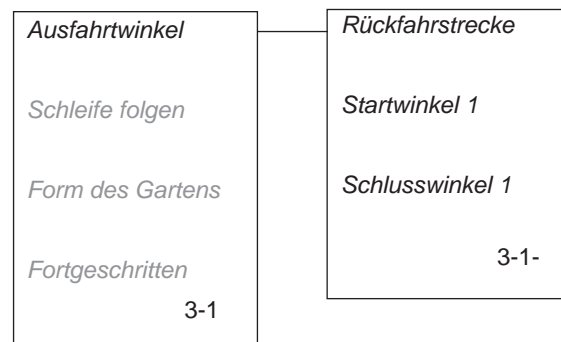 Ausfahrtwinkel
Schleife folgen
Form des Gartens
Fortgeschritten
3-1
Rückfahrstrecke
Startwinkel 1
Schlusswinkel 1
3-1-